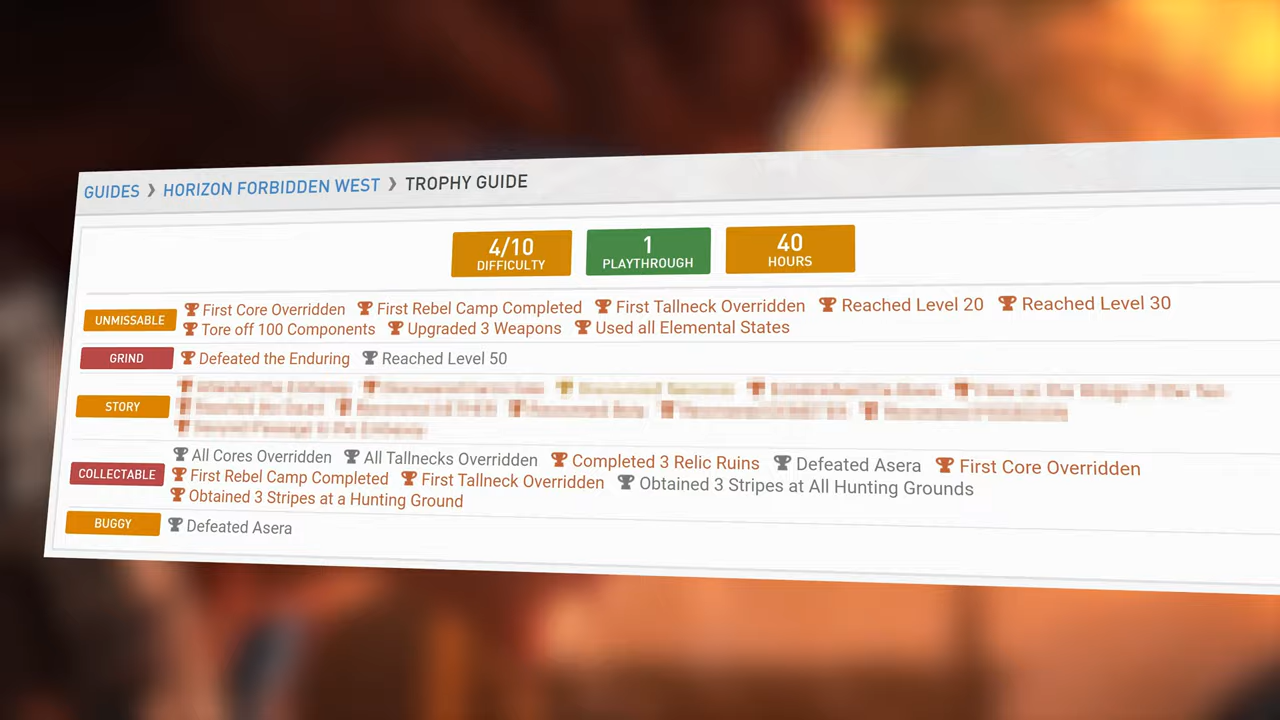 GUIDES > HORIZON FORBIDDEN WEST > TROPHY GUIDE
4/10 DIFFICULTY
1 PLAYTHROUGH
40 HOURS
UNMISSABLE
First Core Overridden First Rebel Camp Completed First Tallneck Overridden Reached Level 20 Reached Level 30
Tore off 100 Components Upgraded 3 Weapons Used all Elemental States
GRIND
Defeated the Enduring Reached Level 50
STORY
COLLECTABLE
All Cores Overridden All Tallnecks Overridden Completed 3 Relic Ruins Defeated Asera First Core Overridden
First Rebel Camp Completed First Tallneck Overridden Obtained 3 Stripes at All Hunting Grounds
Obtained 3 Stripes at a Hunting Ground
BUGGY
Defeated Asera